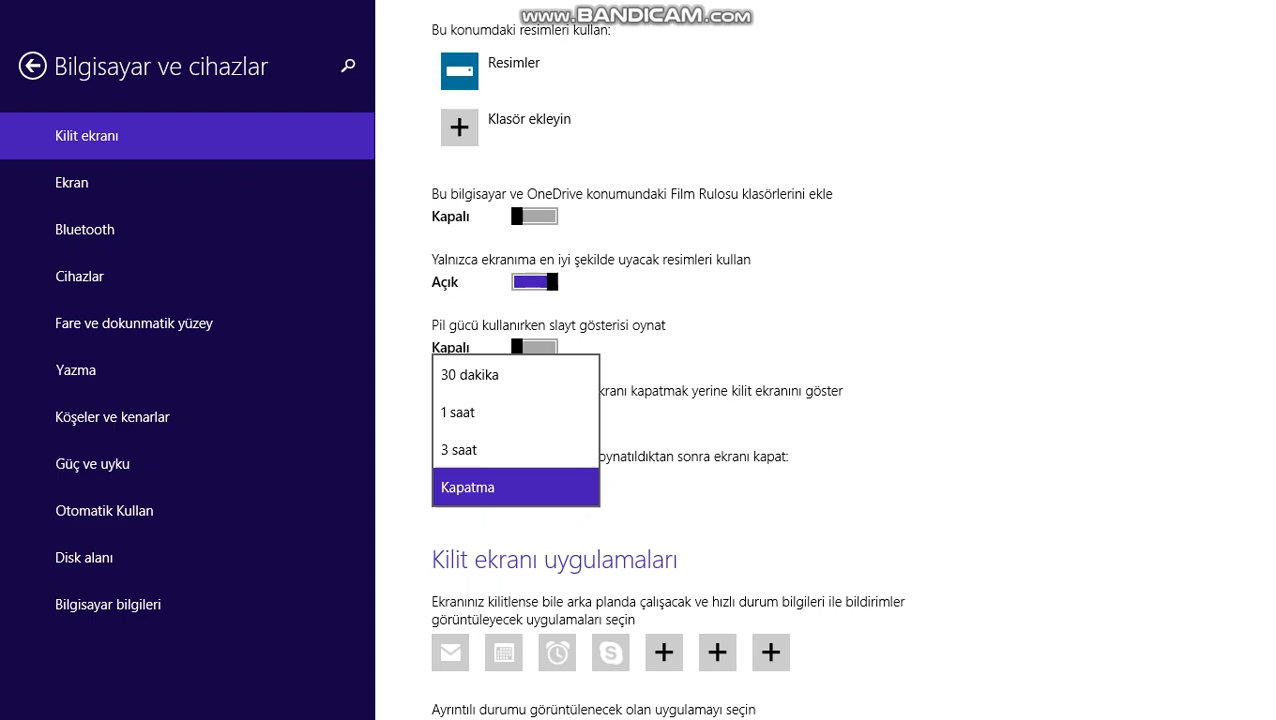 www.BANDICAM.com
Bilgisayar ve cihazlar
Kilit ekranı
Ekran
Bluetooth
Cihazlar
Fare ve dokunmatik yüzey
Yazma
Köşeler ve kenarlar
Güç ve uyku
Otomatik Kullan
Disk alanı
Bilgisayar bilgileri
Bu konumdaki resimleri kullan:
Resimler
Klasör ekleyin
Bu bilgisayar ve OneDrive konumundaki Film Rulosu klasörlerini ekle
Kapalı
Yalnızca ekranıma en iyi şekilde uyacak resimleri kullan
Açık
Pil gücü kullanırken slayt gösterisi oynat
Kapalı
30 dakika
kranı kapatmak yerine kilit ekranını göster
1 saat
3 saat
oynatıldıktan sonra ekranı kapat:
Kapatma
Kilit ekranı uygulamaları
Ekranınız kilitlense bile arka planda çalışacak ve hızlı durum bilgileri ile bildirimler
görüntüleyecek uygulamaları seçin
Ayrıntılı durumu görüntülenecek olan uygulamayı seçin